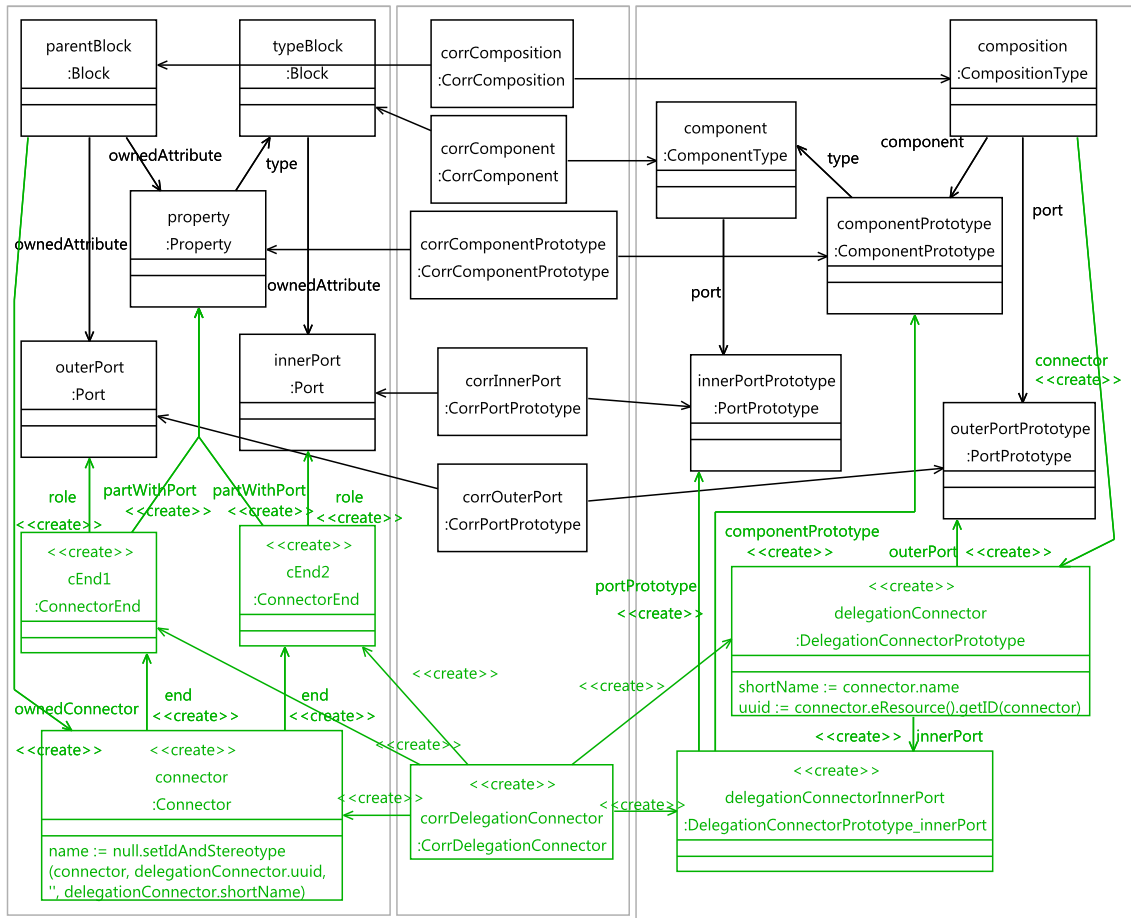 parentBlock
:Block
typeBlock
:Block
corrComposition
:CorrComposition
composition
:CompositionType
corrComponent
:CorrComponent
component
:ComponentType
ownedAttribute
type
type
component
property
:Property
corrComponentPrototype
:CorrComponentPrototype
componentPrototype
:ComponentPrototype
port
ownedAttribute
ownedAttribute
port
outerPort
:Port
innerPort
:Port
corrInnerPort
:CorrPortPrototype
innerPortPrototype
:PortPrototype
connector
<<create>>
outerPortPrototype
:PortPrototype
corrOuterPort
:CorrPortPrototype
role
<<create>>
partWithPort
<<create>>
partWithPort
<<create>>
role
<<create>>
componentPrototype
<<create>>
outerPort
<<create>>
<<create>>
cEnd1
:ConnectorEnd
<<create>>
cEnd2
:ConnectorEnd
portPrototype
<<create>>
<<create>>
delegationConnector
:DelegationConnectorPrototype
shortName := connector.name
uuid := connector.eResource().getID(connector)
<<create>>
<<create>>
ownedConnector
<<create>>
end
<<create>>
end
<<create>>
<<create>>
<<create>>
innerPort
<<create>>
connector
:Connector
name := null.setIdAndStereotype
(connector, delegationConnector.uuid,
'', delegationConnector.shortName)
<<create>>
<<create>>
corrDelegationConnector
:CorrDelegationConnector
<<create>>
<<create>>
delegationConnectorInnerPort
:DelegationConnectorPrototype_innerPort